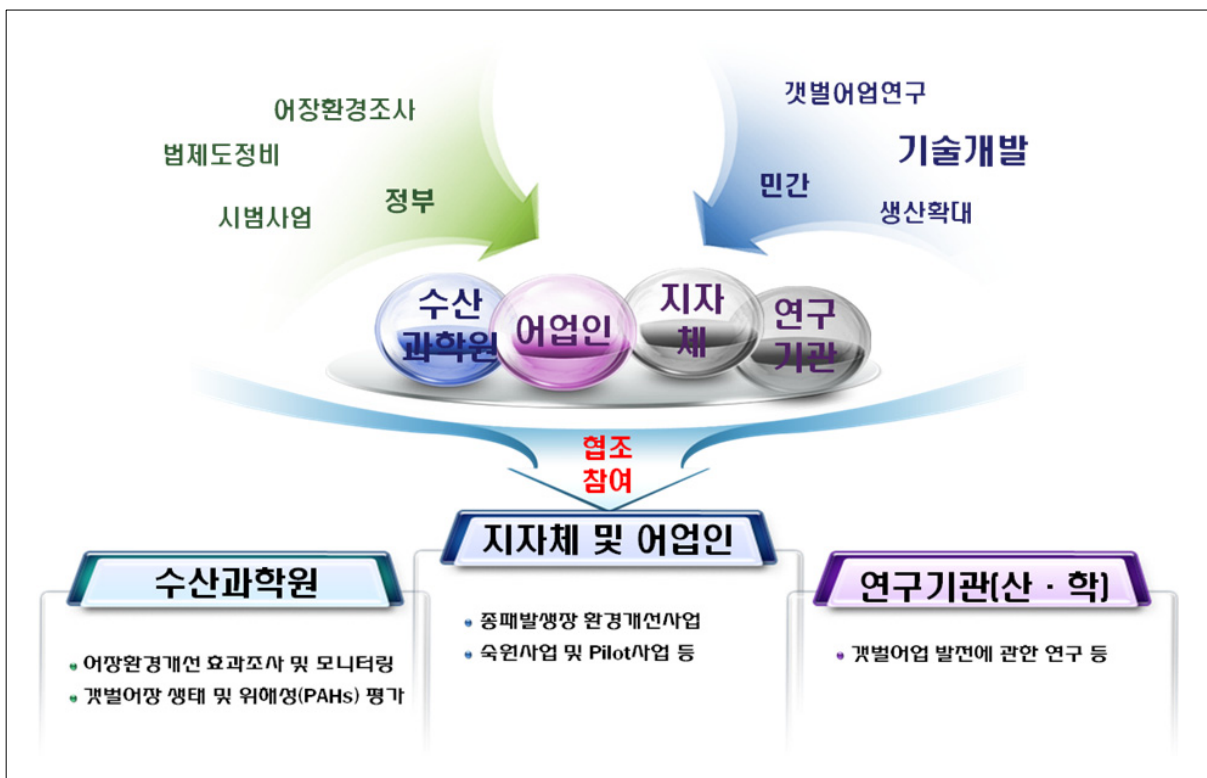 어장환경조사
법제도정비
시범사업
정부
갯벌어업연구
기술개발
민간
생산확대
수산
과학원
어업인
지자
체
연구
기관
협조
참여
수산과학원
• 어장환경개선 효과조사 및 모니터링
• 갯벌어장 생태 및 위해성(PAHs) 평가
지자체 및 어업인
• 종패발생장 환경개선사업
• 숙원사업 및 Pilot사업 등
연구기관(산 · 학)
• 갯벌어업 발전에 관한 연구 등